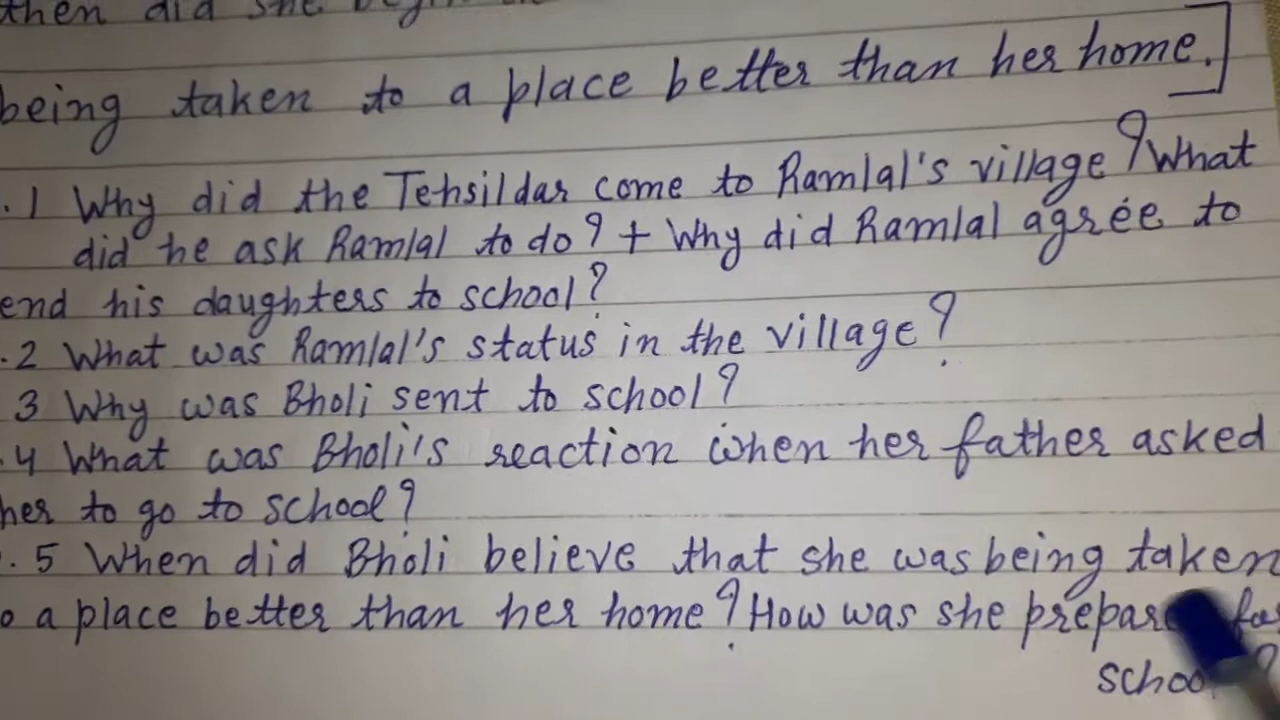 then did she begin
being taken to a place better than her home.]
.1 Why did the Tehsildar come to Ramlal's village? What
did he ask Ramlal to do? + Why did Ramlal agree to
end his daughters to school?
.2 What was Ramlal's status in the village?
3 Why was Bholi sent to school?
.4 What was Bholi's reaction when her father asked
her to go to school?
.5 When did Bholi believe that she was being taken
o a place better than her home? How was she